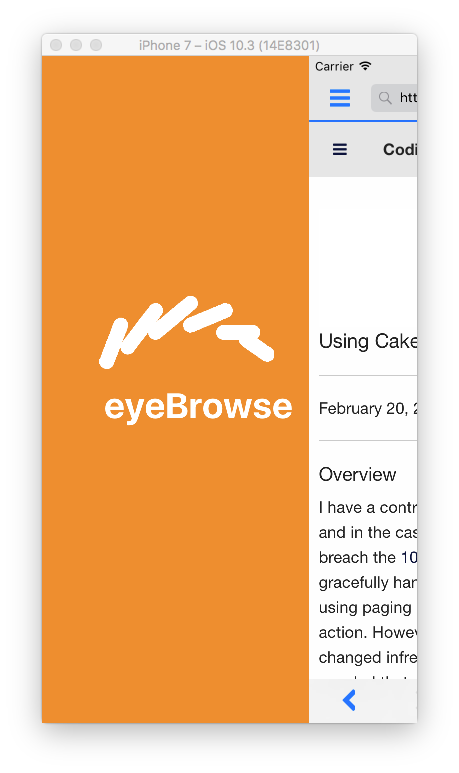 iPhone 7 – iOS 10.3 (14E8301)
Carrier
htt
Codi
eyeBrowse
Using Cake
February 20, 2
Overview
I have a contr
and in the cas
breach the 10
gracefully han
using paging
action. Howev
changed infre